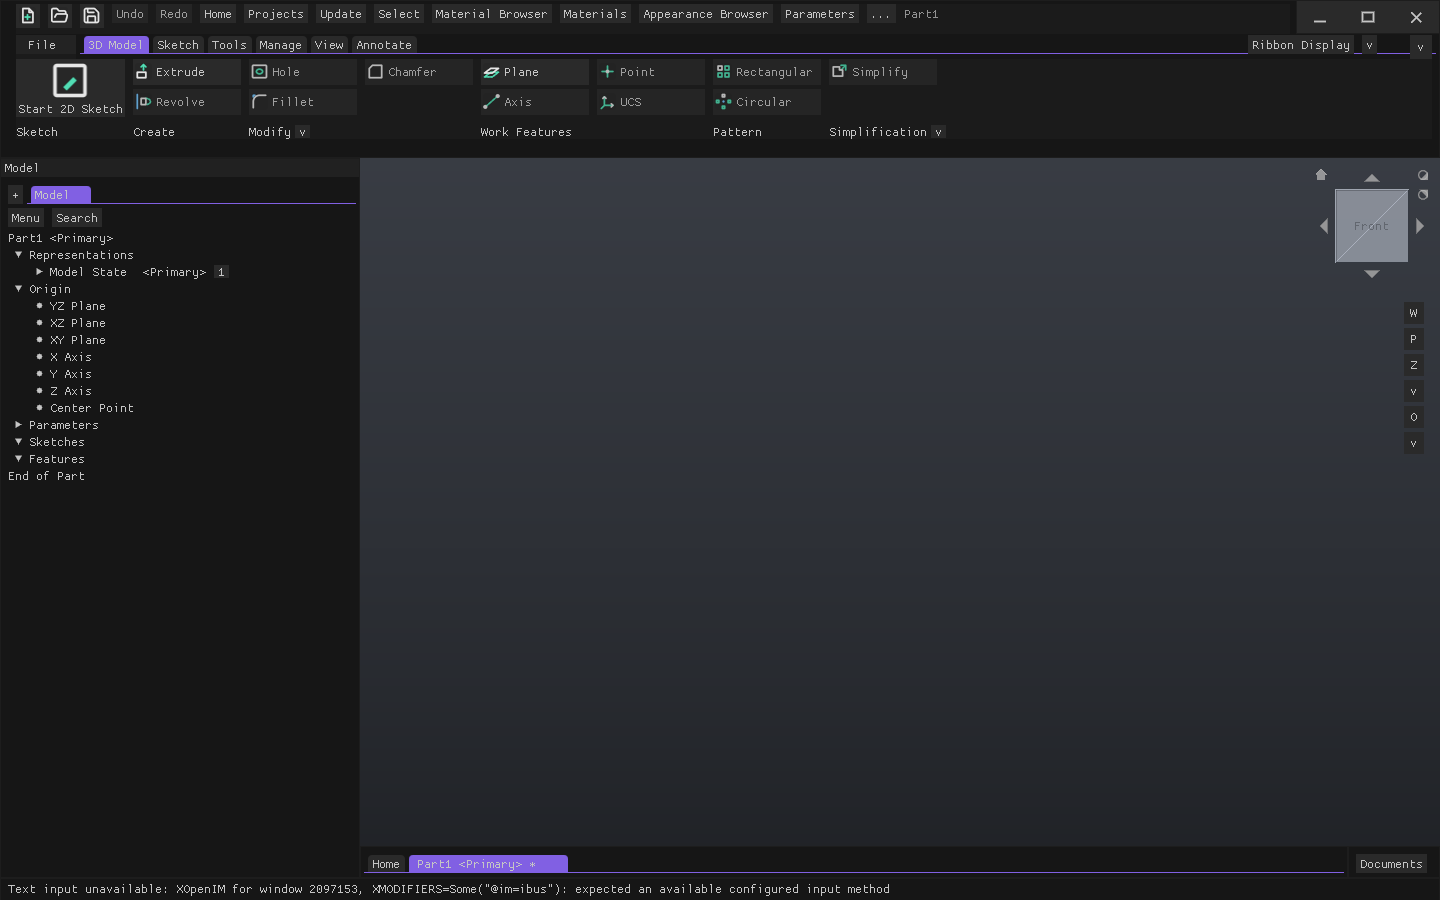 Undo Redo Home Projects Update Select Material Browser Materials Appearance Browser Parameters ... Part1
File 3D Model Sketch Tools Manage View Annotate Ribbon Display v v
Extrude Hole Chamfer Plane Point Rectangular Simplify
Start 2D Sketch Revolve Fillet Axis UCS Circular
Sketch Create Modify v Work Features Pattern Simplification v
Model
+ Model
Menu Search
Part1 <Primary>
Representations
Model State <Primary> 1
Origin
YZ Plane
XZ Plane
XY Plane
X Axis
Y Axis
Z Axis
Center Point
Parameters
Sketches
Features
End of Part
Front
W
P
Z
v
O
v
Home Part1 <Primary> * Documents
Text input unavailable: XOpenIM for window 2097153, XMODIFIERS=Some("@im=ibus"): expected an available configured input method